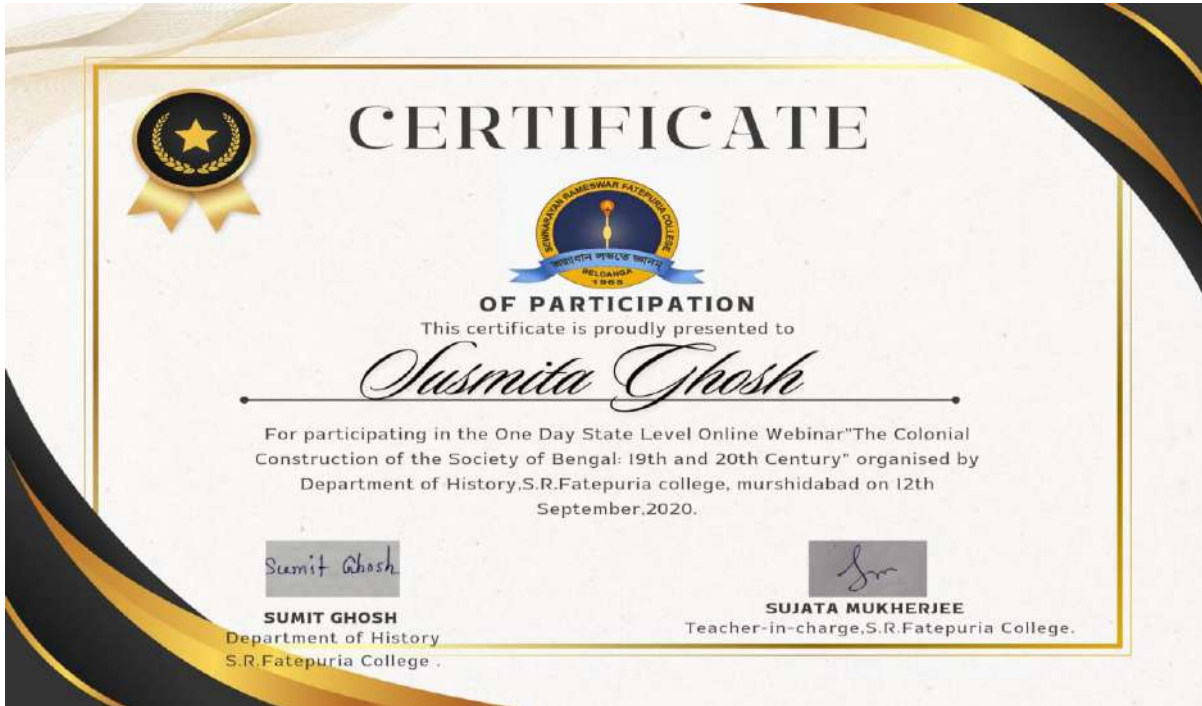 CERTIFICATE
SEWNARAYAN RAMESWAR FATEPURIA COLLEGE
লভতে জ্ঞানম
BELDANGA
1965
OF PARTICIPATION
This certificate is proudly presented to
Susmita Ghosh
For participating in the One Day State Level Online Webinar"The Colonial
Construction of the Society of Bengal: 19th and 20th Century" organised by
Department of History,S.R.Fatepuria college, murshidabad on 12th
September,2020.
Sumit Ghosh
SUMIT GHOSH
Department of History
S.R.Fatepuria College .
SUJATA MUKHERJEE
Teacher-in-charge,S.R.Fatepuria College.